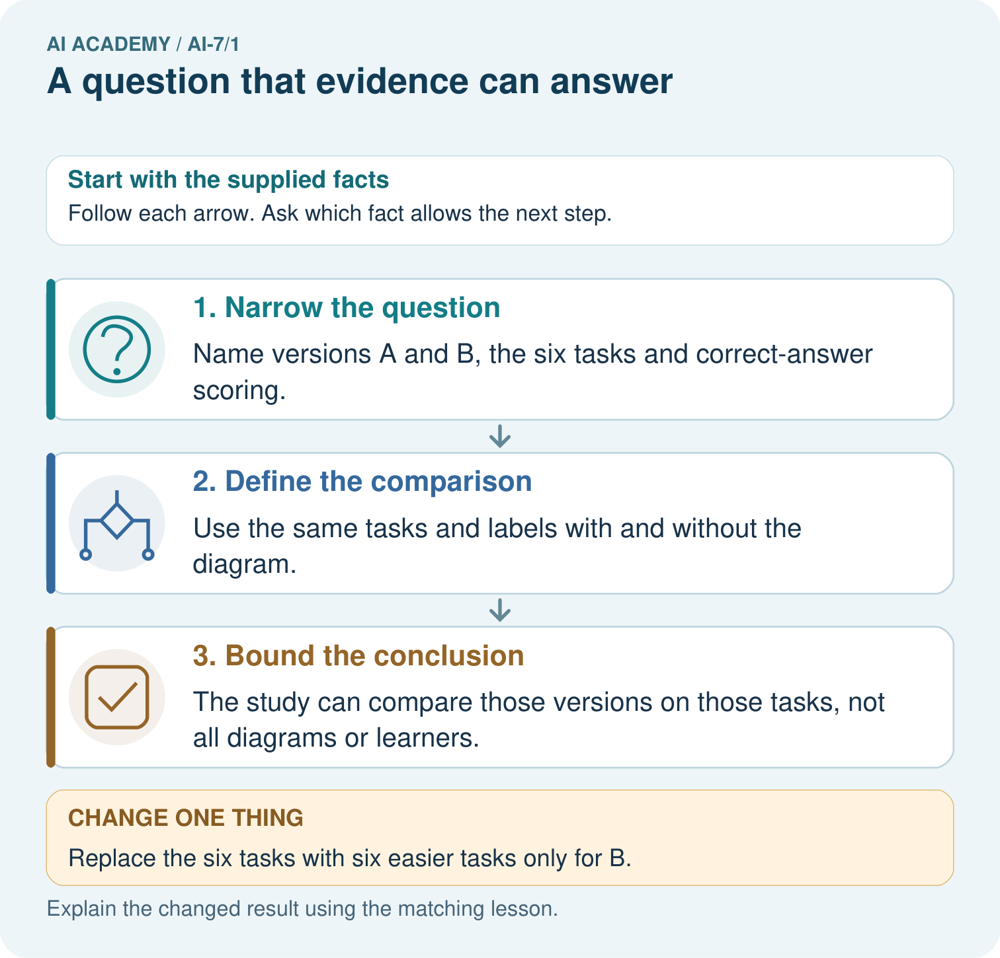 AI ACADEMY / AI-7/1
A question that evidence can answer
Start with the supplied facts
Follow each arrow. Ask which fact allows the next step.
1. Narrow the question
Name versions A and B, the six tasks and correct-answer
scoring.
2. Define the comparison
Use the same tasks and labels with and without the
diagram.
3. Bound the conclusion
The study can compare those versions on those tasks, not
all diagrams or learners.
CHANGE ONE THING
Replace the six tasks with six easier tasks only for B.
Explain the changed result using the matching lesson.